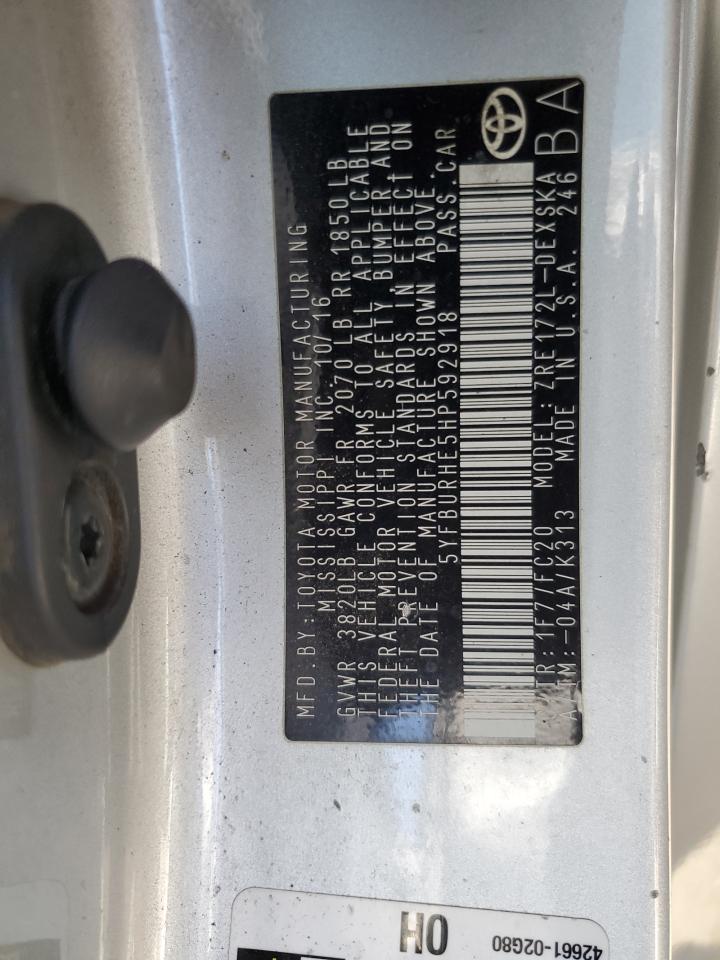 MFD.BY:TOYOTA MOTOR MANUFACTURING
MISSISSIPPI INC. 10/16
GVWR 3820LB GAWR FR 2070 LB RR 1850 LB
THIS VEHICLE CONFORMS TO ALL APPLICABLE
FEDERAL MOTOR VEHICLE SAFETY, BUMPER, AND
THEFT PREVENTION STANDARDS IN EFFECT ON
THE DATE OF MANUFACTURE SHOWN ABOVE.
5YFBURHE5HP592918 PASS.CAR
1F7/FC20 MODEL: ZRE172L-DEXSKA
-04A/K313 MADE IN U.S.A. 246
BA
OH
42661-02G80